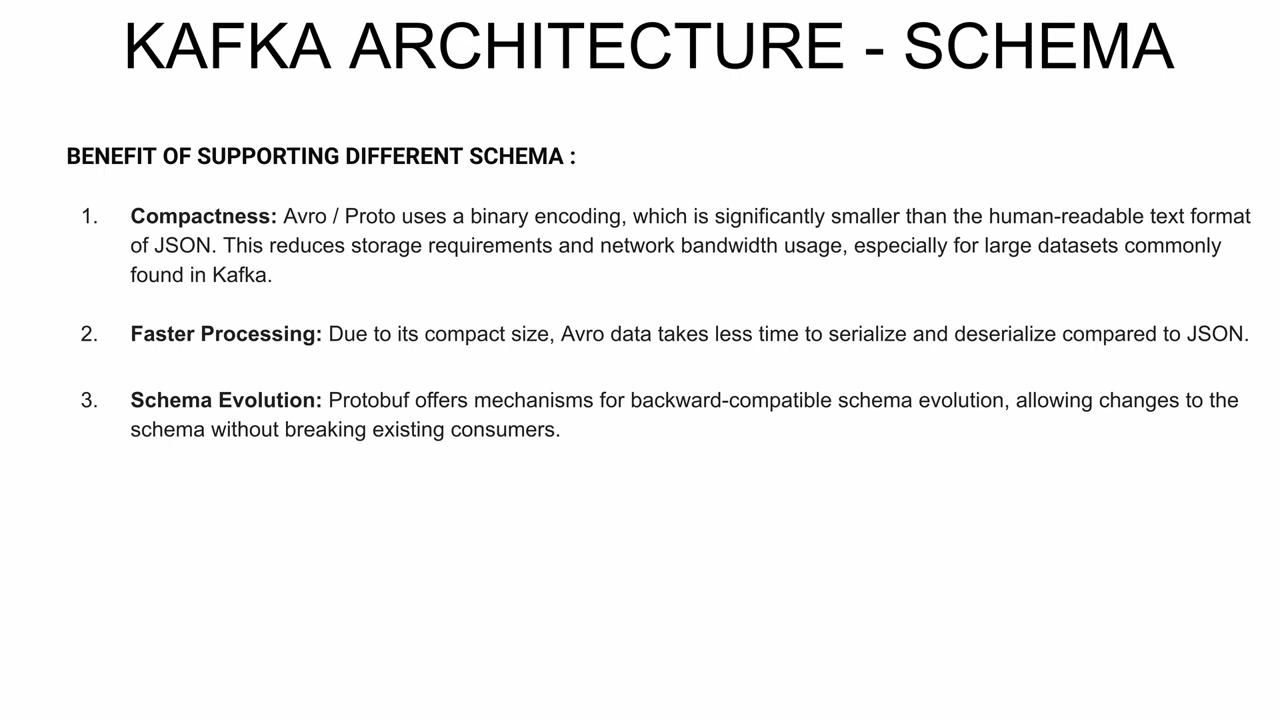 KAFKA ARCHITECTURE - SCHEMA
BENEFIT OF SUPPORTING DIFFERENT SCHEMA :
1. Compactness: Avro / Proto uses a binary encoding, which is significantly smaller than the human-readable text format
of JSON. This reduces storage requirements and network bandwidth usage, especially for large datasets commonly
found in Kafka.
2. Faster Processing: Due to its compact size, Avro data takes less time to serialize and deserialize compared to JSON.
3. Schema Evolution: Protobuf offers mechanisms for backward-compatible schema evolution, allowing changes to the
schema without breaking existing consumers.